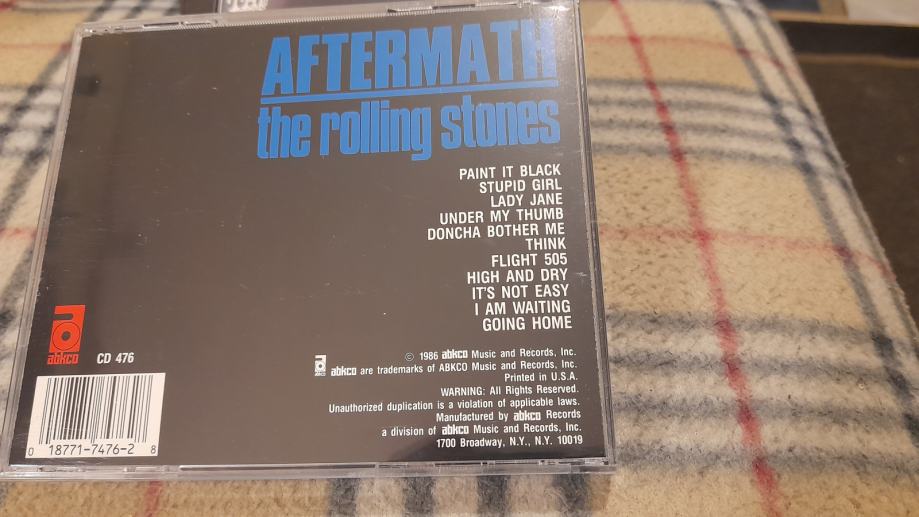 AFTERMATH
the rolling stones
PAINT IT BLACK
STUPID GIRL
LADY JANE
UNDER MY THUMB
DONCHA BOTHER ME
THINK
FLIGHT 505
HIGH AND DRY
IT'S NOT EASY
I AM WAITING
GOING HOME
abkco
CD 476
0 18771-7476-2 8
© 1986 abkco Music and Records, Inc.
abkco
abkco are trademarks of ABKCO Music and Records, Inc.
Printed in U.S.A.
WARNING: All Rights Reserved.
Unauthorized duplication is a violation of applicable laws.
Manufactured by abkco Records
a division of abkco Music and Records, Inc.
1700 Broadway, N.Y., N.Y. 10019